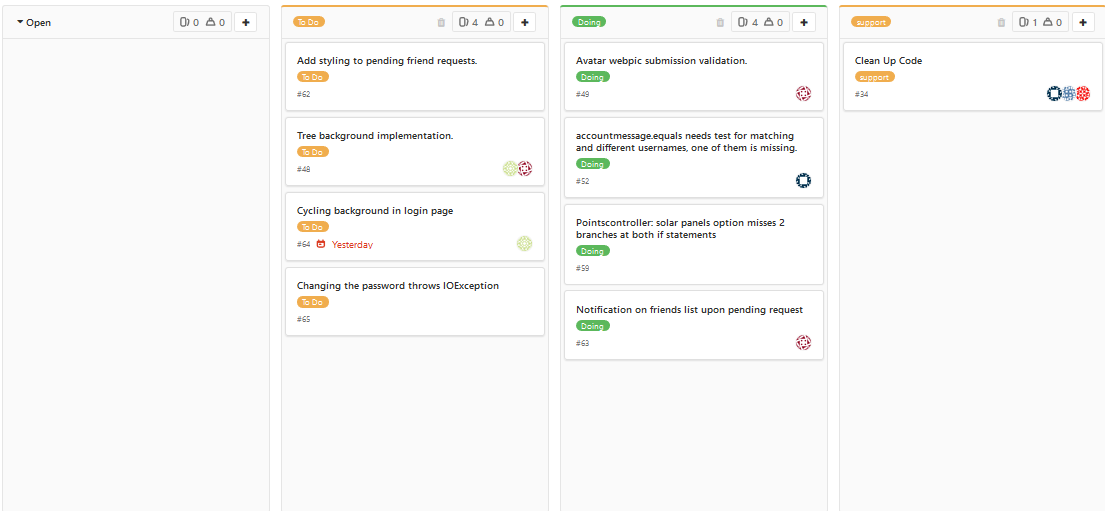 Open
0 0
To Do
4 0
Doing
4 0
support
1 0
Add styling to pending friend requests.
To Do
#62
Tree background implementation.
To Do
#48
Cycling background in login page
To Do
#64 Yesterday
Changing the password throws IOException
To Do
#65
Avatar webpic submission validation.
Doing
#49
accountmessage.equals needs test for matching
and different usernames, one of them is missing.
Doing
#52
Pointscontroller: solar panels option misses 2
branches at both if statements
Doing
#59
Notification on friends list upon pending request
Doing
#63
Clean Up Code
support
#34